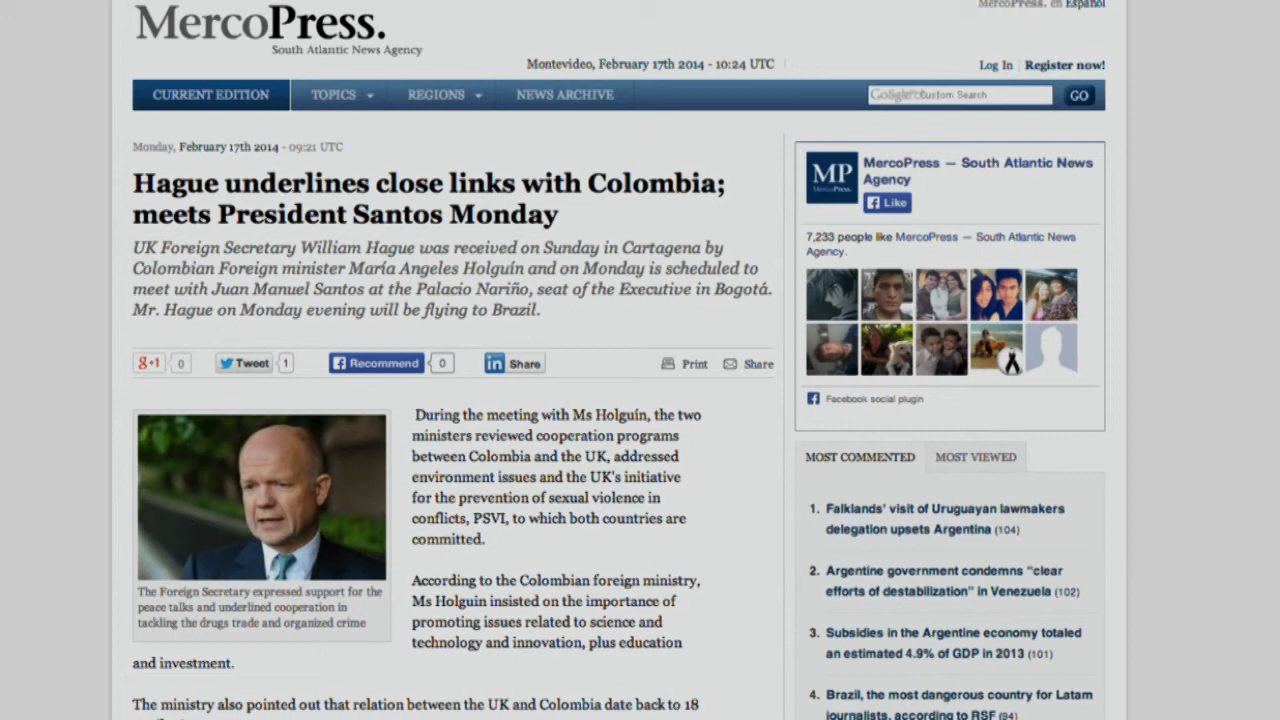 MercoPress. en Español
MercoPress.
South Atlantic News Agency
Montevideo, February 17th 2014 - 10:24 UTC
Log In
Register now!
CURRENT EDITION
TOPICS
REGIONS
NEWS ARCHIVE
Google Custom Search
GO
Monday, February 17th 2014 - 09:21 UTC
Hague underlines close links with Colombia;
meets President Santos Monday
UK Foreign Secretary William Hague was received on Sunday in Cartagena by
Colombian Foreign minister María Angeles Holguín and on Monday is scheduled to
meet with Juan Manuel Santos at the Palacio Nariño, seat of the Executive in Bogotá.
Mr. Hague on Monday evening will be flying to Brazil.
g+1 0
Tweet 1
Recommend 0
in Share
Print
Share
The Foreign Secretary expressed support for the
peace talks and underlined cooperation in
tackling the drugs trade and organized crime
During the meeting with Ms Holguín, the two
ministers reviewed cooperation programs
between Colombia and the UK, addressed
environment issues and the UK's initiative
for the prevention of sexual violence in
conflicts, PSVI, to which both countries are
committed.
According to the Colombian foreign ministry,
Ms Holguin insisted on the importance of
promoting issues related to science and
technology and innovation, plus education
and investment.
The ministry also pointed out that relation between the UK and Colombia date back to 18
MP
MercoPress.
MercoPress — South Atlantic News
Agency
Like
7,233 people like MercoPress — South Atlantic News
Agency.
Facebook social plugin
MOST COMMENTED
MOST VIEWED
1. Falklands' visit of Uruguayan lawmakers
delegation upsets Argentina (104)
2. Argentine government condemns “clear
efforts of destabilization” in Venezuela (102)
3. Subsidies in the Argentine economy totaled
an estimated 4.9% of GDP in 2013 (101)
4. Brazil, the most dangerous country for Latam
journalists, according to RSF (94)